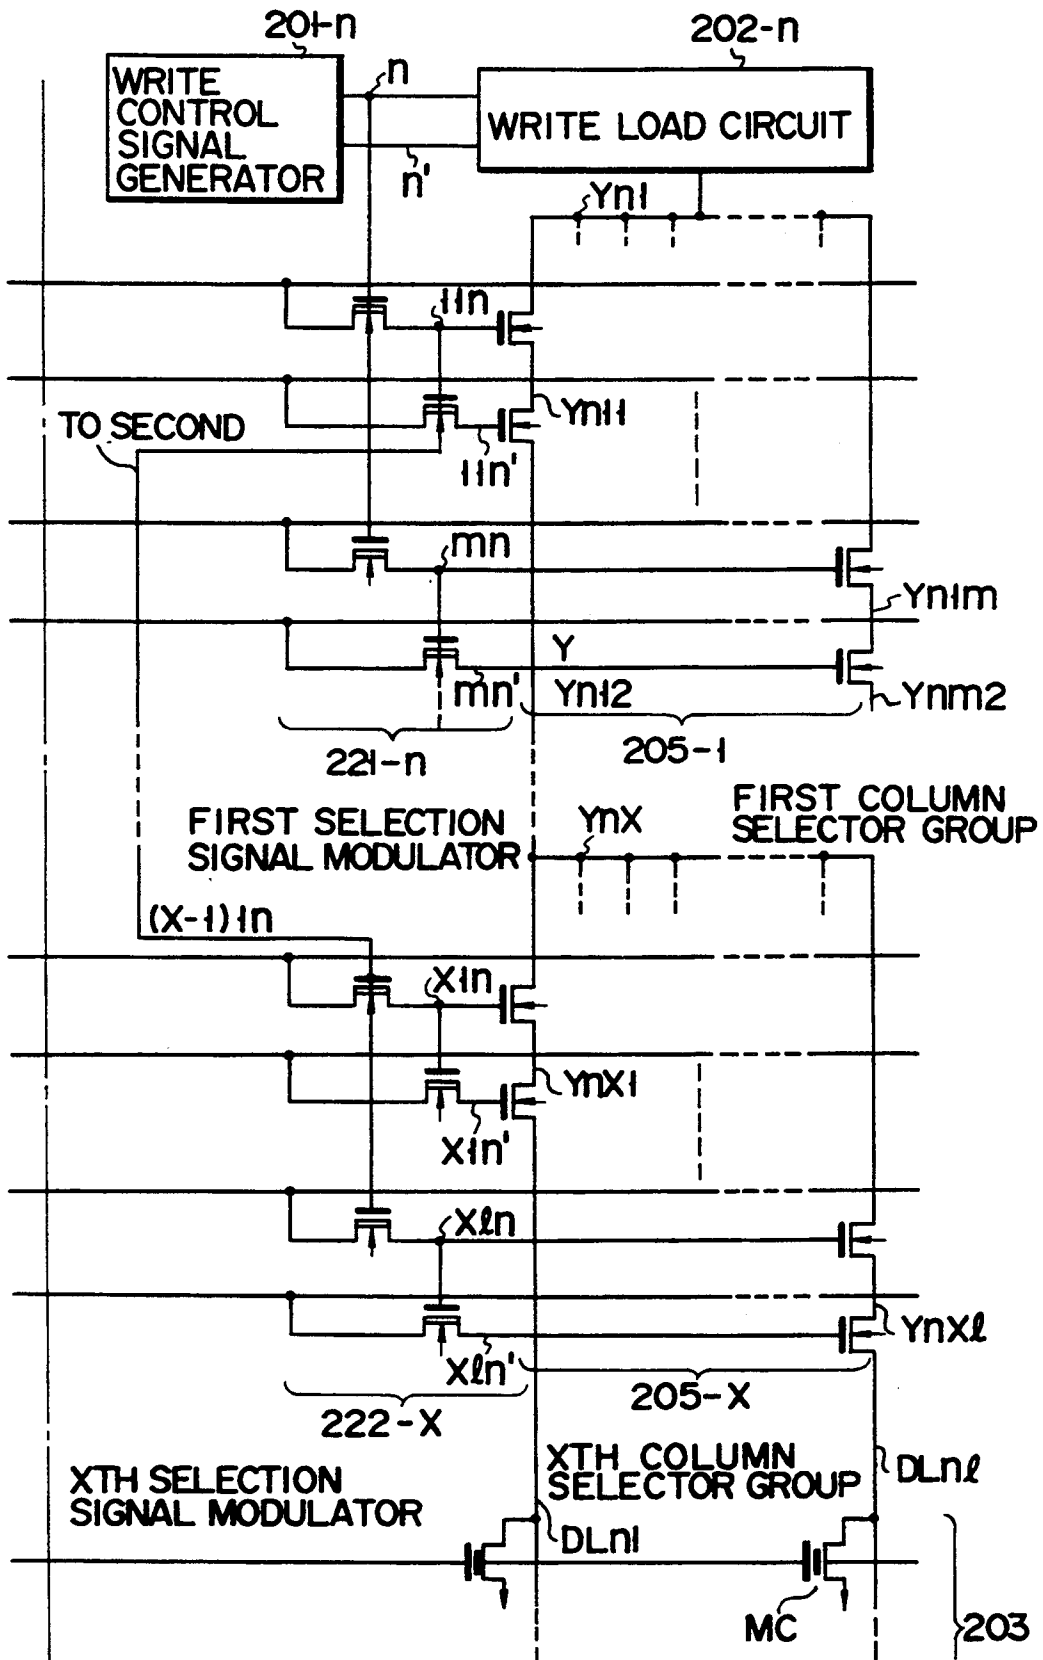 201-n
202-n
WRITE
CONTROL
SIGNAL
GENERATOR
n
n'
WRITE LOAD CIRCUIT
Yn1
11n
Yn11
TO SECOND
11n'
mn
Yn1m
Y
mn'
Yn12
Ynm2
221-n
205-1
FIRST SELECTION
SIGNAL MODULATOR
YnX
FIRST COLUMN
SELECTOR GROUP
(X-1)1n
X1n
YnX1
X1n'
Xℓn
YnXℓ
Xℓn'
222-X
205-X
XTH SELECTION
SIGNAL MODULATOR
XTH COLUMN
SELECTOR GROUP
DLnℓ
DLn1
MC
203